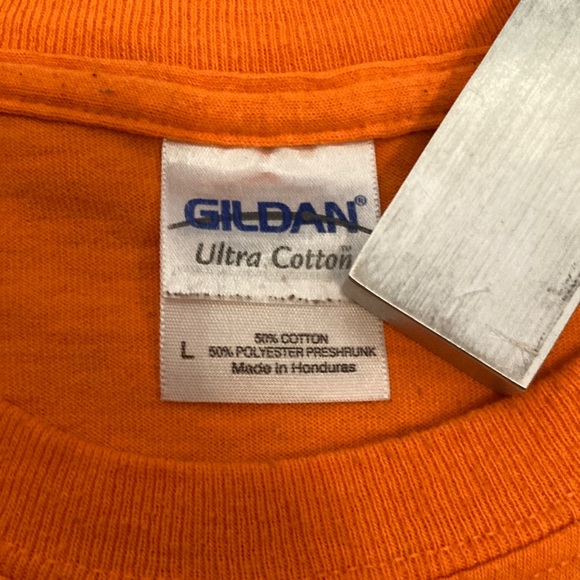 GILDAN®
Ultra Cotton™
50% COTTON
L 50% POLYESTER PRESHRUNK
Made in Honduras